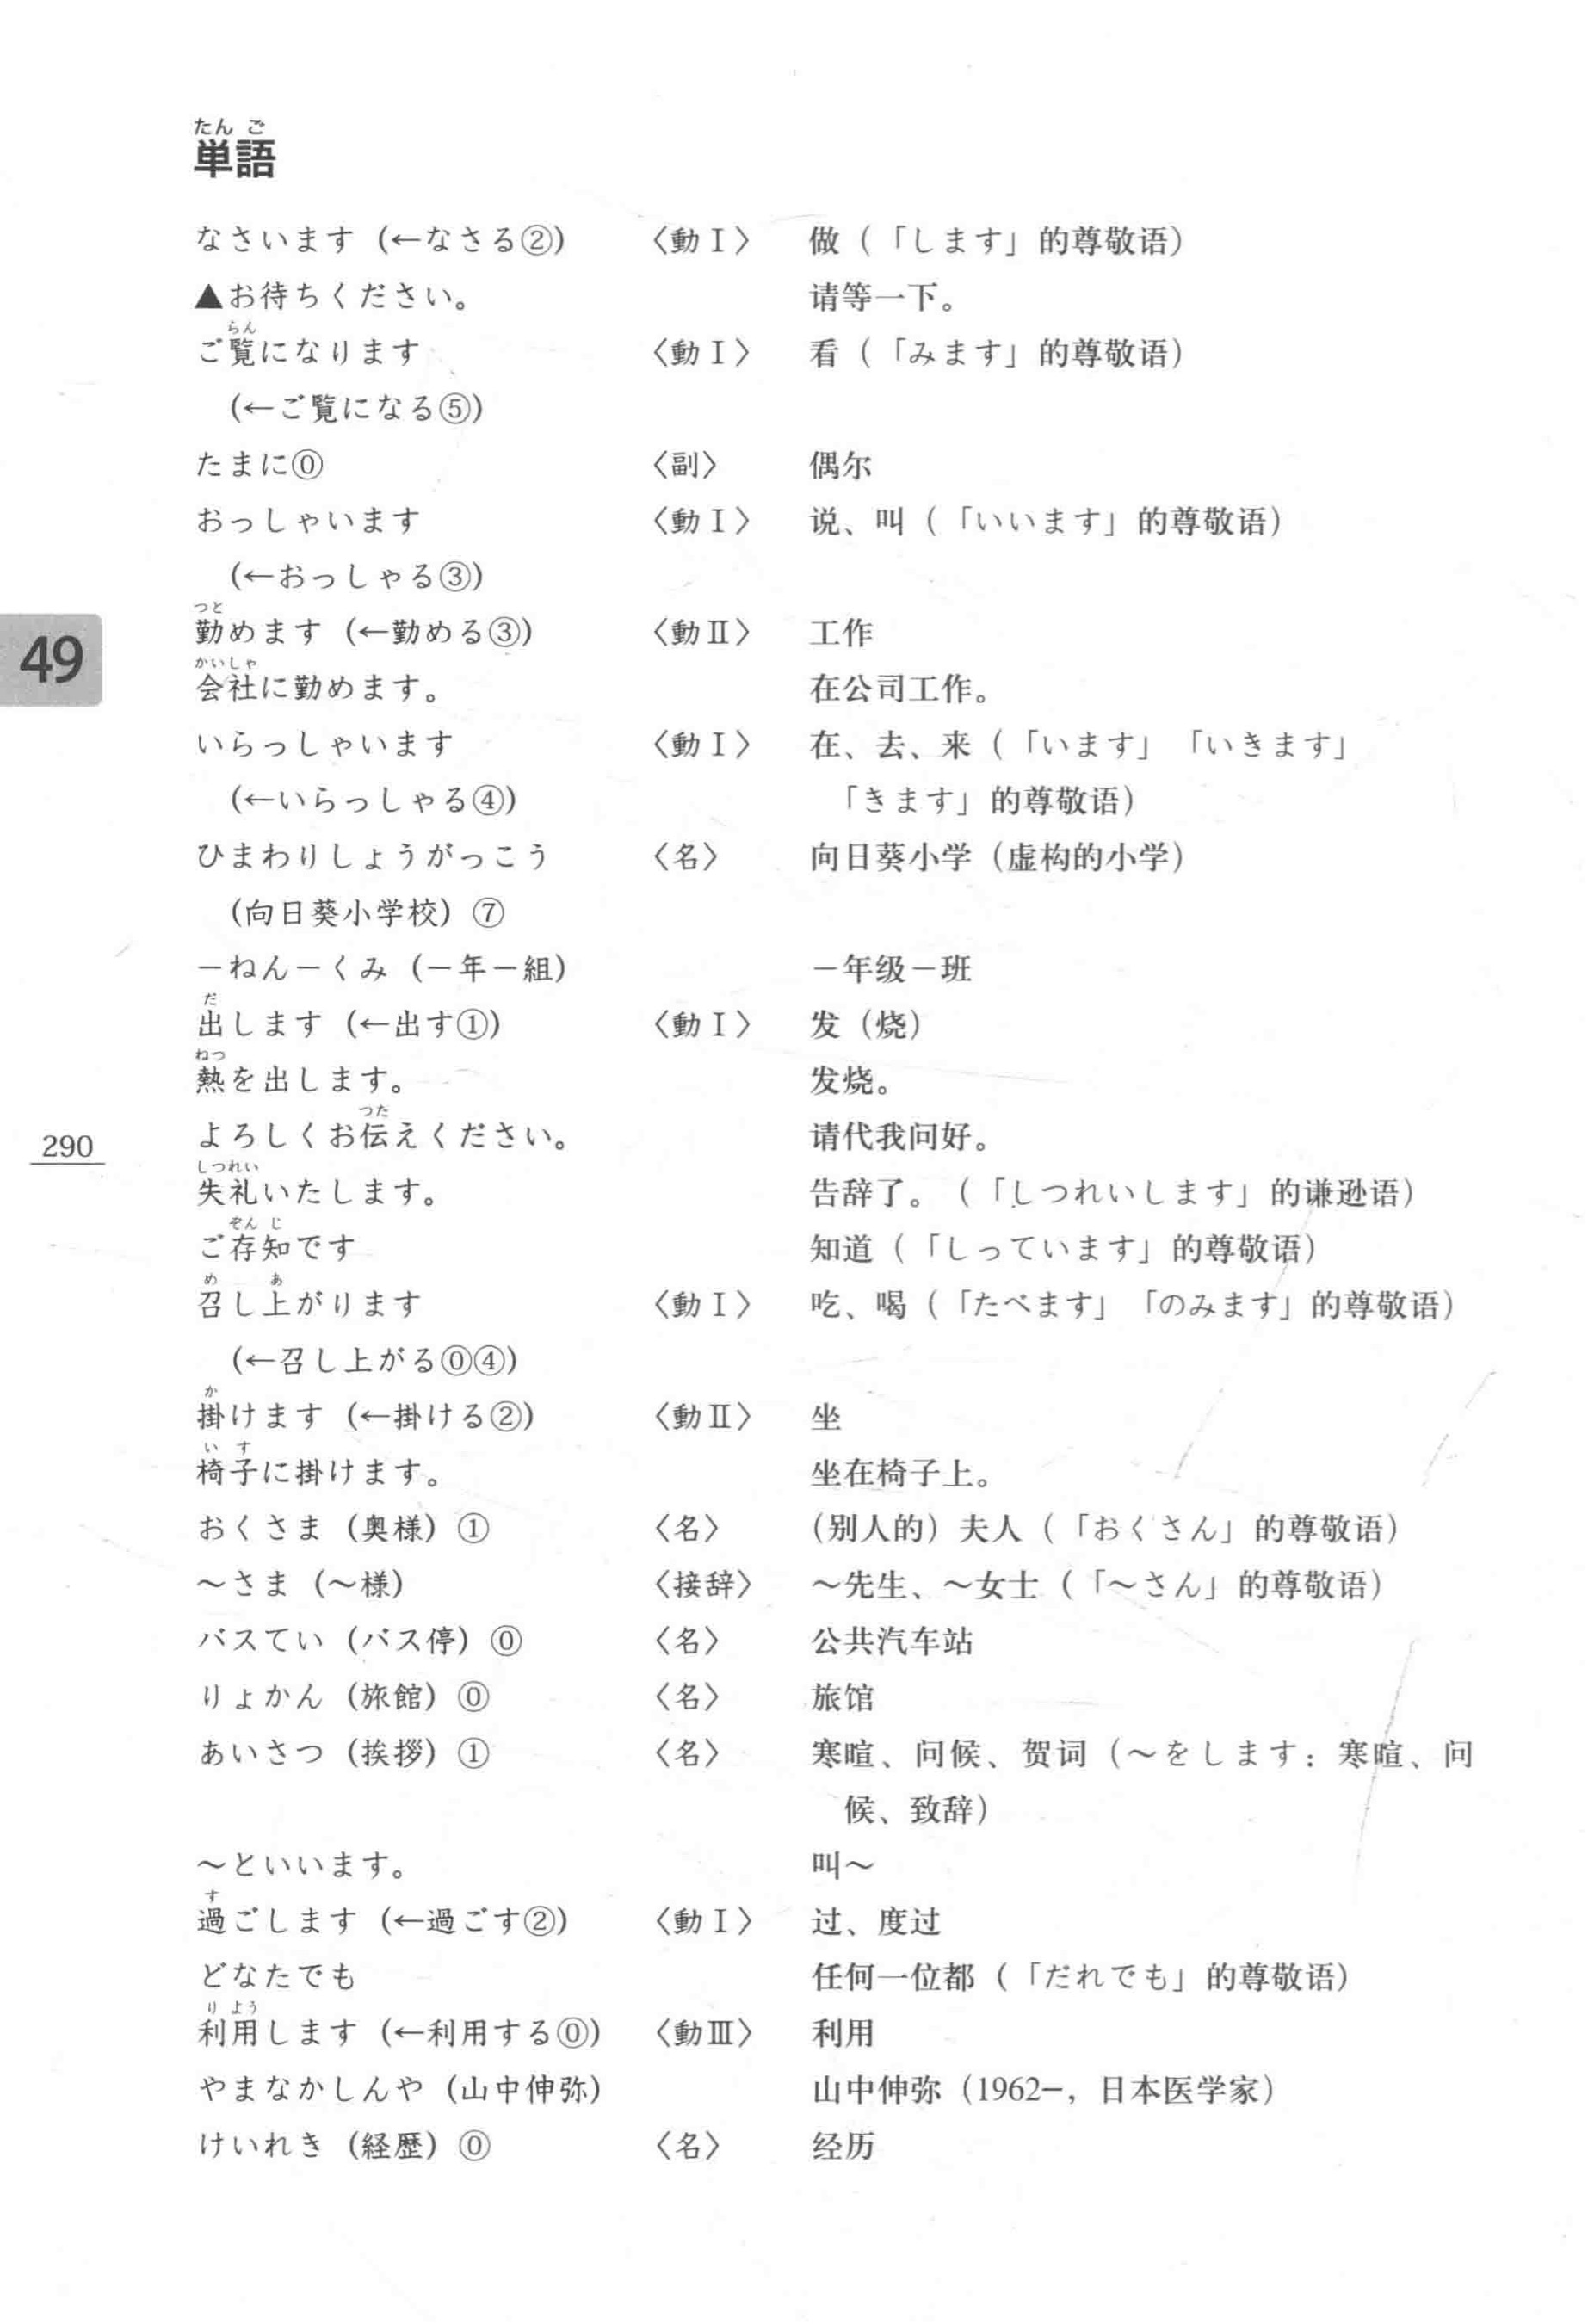 たん ご
単語
なさいます（←なさる②） 〈動Ⅰ〉 做（「します」的尊敬语）
▲お待ちください。 请等一下。
らん
ご覧になります 〈動Ⅰ〉 看（「みます」的尊敬语）
（←ご覧になる⑤）
たまに⓪ 〈副〉 偶尔
おっしゃいます 〈動Ⅰ〉 说、叫（「いいます」的尊敬语）
（←おっしゃる③）
つと
勤めます（←勤める③） 〈動Ⅱ〉 工作
49
かいしゃ
会社に勤めます。 在公司工作。
いらっしゃいます 〈動Ⅰ〉 在、去、来（「います」「いきます」
（←いらっしゃる④） 「きます」的尊敬语）
ひまわりしょうがっこう 〈名〉 向日葵小学（虚构的小学）
（向日葵小学校）⑦
－ねん－くみ（－年－組） －年级－班
だ
出します（←出す①） 〈動Ⅰ〉 发（烧）
ねつ
熱を出します。 发烧。
つた
よろしくお伝えください。 请代我问好。
290
しつれい
失礼いたします。 告辞了。（「しつれいします」的谦逊语）
ぞん じ
ご存知です 知道（「しっています」的尊敬语）
め あ
召し上がります 〈動Ⅰ〉 吃、喝（「たべます」「のみます」的尊敬语）
（←召し上がる⓪④）
か
掛けます（←掛ける②） 〈動Ⅱ〉 坐
い す
椅子に掛けます。 坐在椅子上。
おくさま（奥様）① 〈名〉 （别人的）夫人（「おくさん」的尊敬语）
～さま（～様） 〈接辞〉 ～先生、～女士（「～さん」的尊敬语）
バスてい（バス停）⓪ 〈名〉 公共汽车站
りょかん（旅館）⓪ 〈名〉 旅馆
あいさつ（挨拶）① 〈名〉 寒暄、问候、贺词（～をします：寒暄、问
候、致辞）
～といいます。 叫～
す
過ごします（←過ごす②） 〈動Ⅰ〉 过、度过
どなたでも 任何一位都（「だれでも」的尊敬语）
り よう
利用します（←利用する⓪） 〈動Ⅲ〉 利用
やまなかしんや（山中伸弥） 山中伸弥（1962–，日本医学家）
けいれき（経歴）⓪ 〈名〉 经历